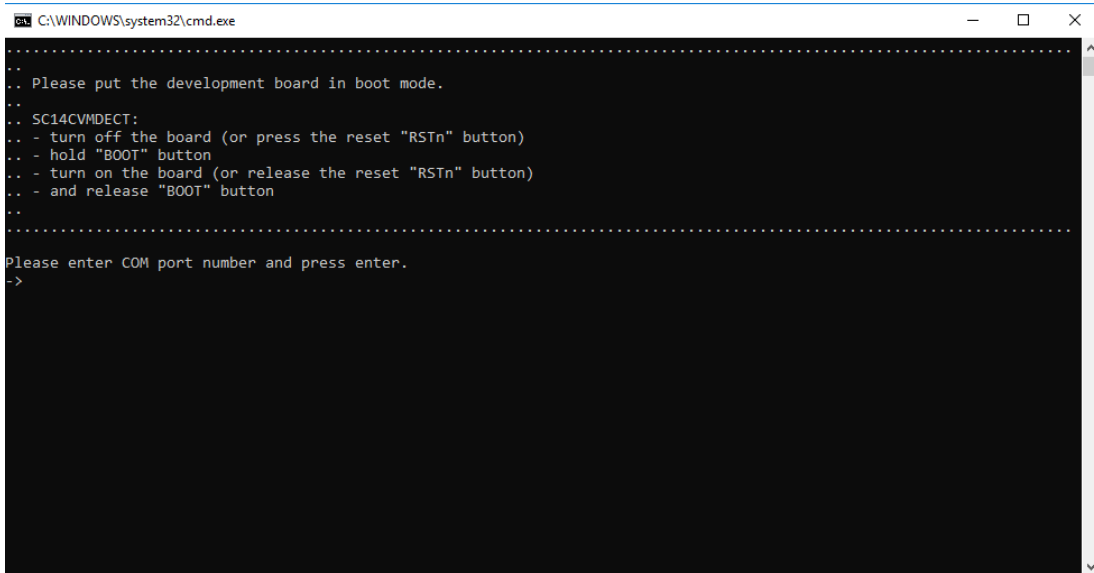 C:\WINDOWS\system32\cmd.exe
.......................................................................................................................
..
.. Please put the development board in boot mode.
..
.. SC14CVMDECT:
.. - turn off the board (or press the reset "RSTn" button)
.. - hold "BOOT" button
.. - turn on the board (or release the reset "RSTn" button)
.. - and release "BOOT" button
..
.......................................................................................................................
Please enter COM port number and press enter.
->